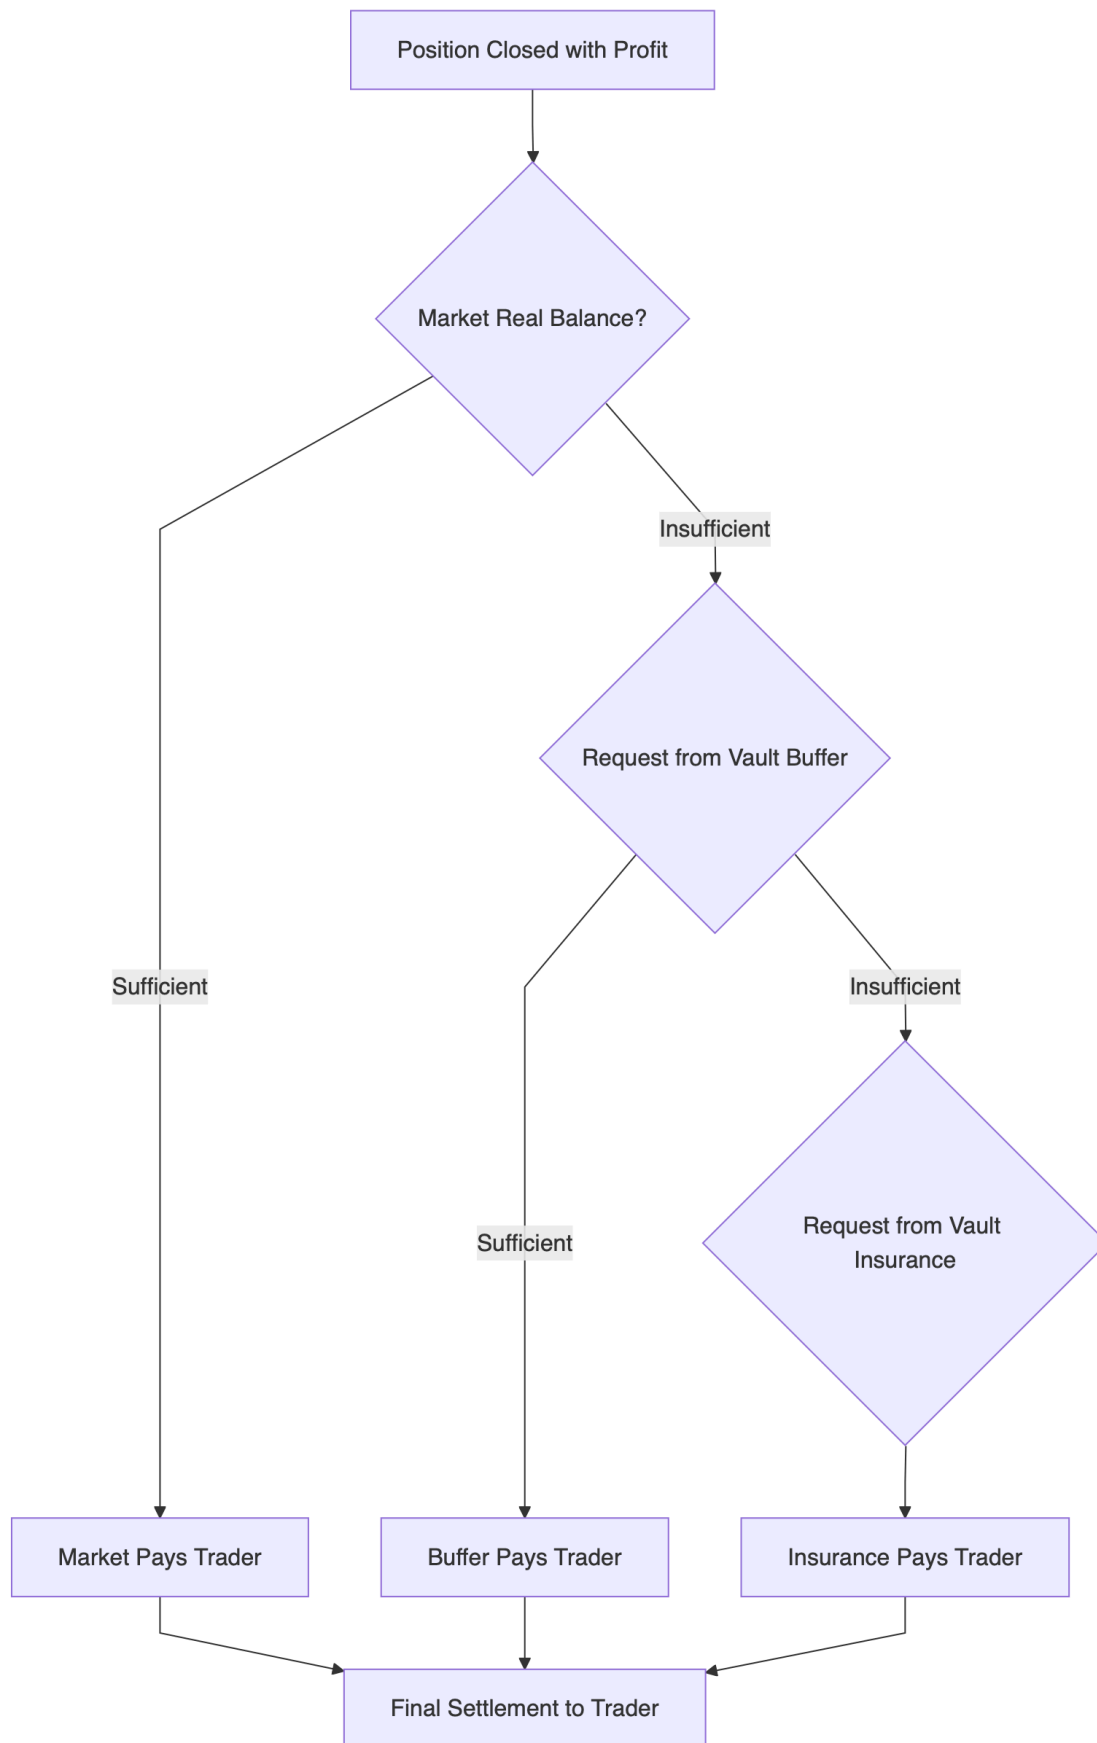 Position Closed with Profit
Market Real Balance?
Insufficient
Request from Vault Buffer
Sufficient
Insufficient
Sufficient
Request from Vault
Insurance
Market Pays Trader
Buffer Pays Trader
Insurance Pays Trader
Final Settlement to Trader